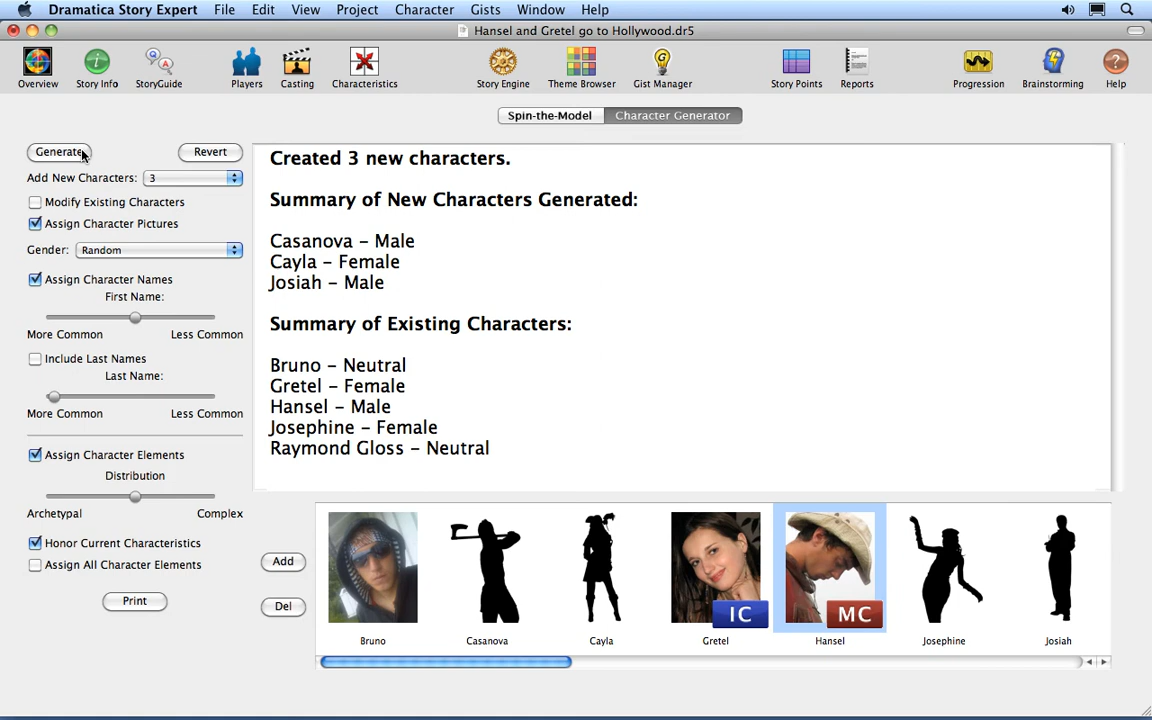 Dramatica Story Expert File Edit View Project Character Gists Window Help
Hansel and Gretel go to Hollywood.dr5
Overview Story Info StoryGuide Players Casting Characteristics Story Engine Theme Browser Gist Manager Story Points Reports Progression Brainstorming Help
Spin-the-Model Character Generator
Generate Revert
Add New Characters: 3
Modify Existing Characters
Assign Character Pictures
Gender: Random
Assign Character Names
First Name:
More Common Less Common
Include Last Names
Last Name:
More Common Less Common
Assign Character Elements
Distribution
Archetypal Complex
Honor Current Characteristics
Assign All Character Elements
Print
Created 3 new characters.
Summary of New Characters Generated:
Casanova – Male
Cayla – Female
Josiah – Male
Summary of Existing Characters:
Bruno – Neutral
Gretel – Female
Hansel – Male
Josephine – Female
Raymond Gloss – Neutral
Add
Del
IC MC
Bruno Casanova Cayla Gretel Hansel Josephine Josiah